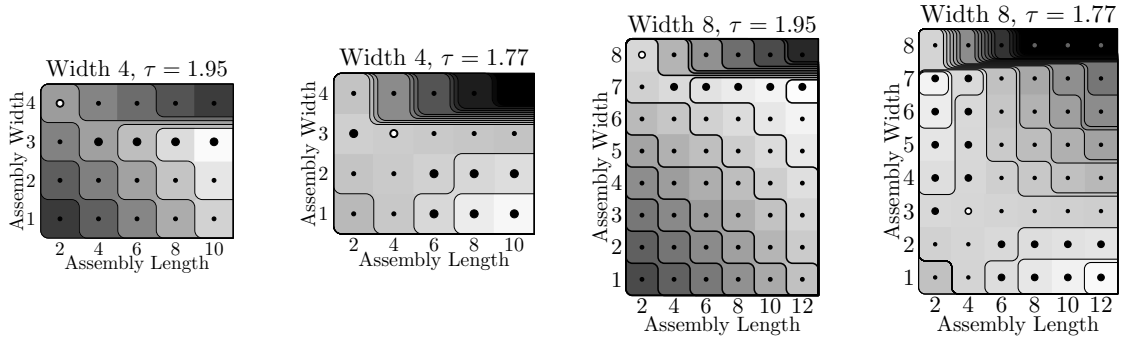 Width 4, τ = 1.95
Assembly Width
4
3
2
1
2 4 6 8 10
Assembly Length
Width 4, τ = 1.77
Assembly Width
4
3
2
1
2 4 6 8 10
Assembly Length
Width 8, τ = 1.95
Assembly Width
8
7
6
5
4
3
2
1
2 4 6 8 10 12
Assembly Length
Width 8, τ = 1.77
Assembly Width
8
7
6
5
4
3
2
1
2 4 6 8 10 12
Assembly Length